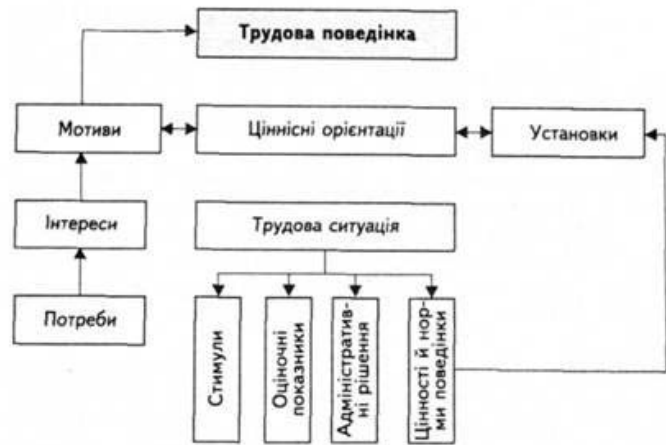 Трудова поведінка
Мотиви
Ціннісні орієнтації
Установки
Інтереси
Трудова ситуація
Потреби
Стимули
Оціночні
показники
Адміністратив-
ні рішення
Цінності й нор-
ми поведінки